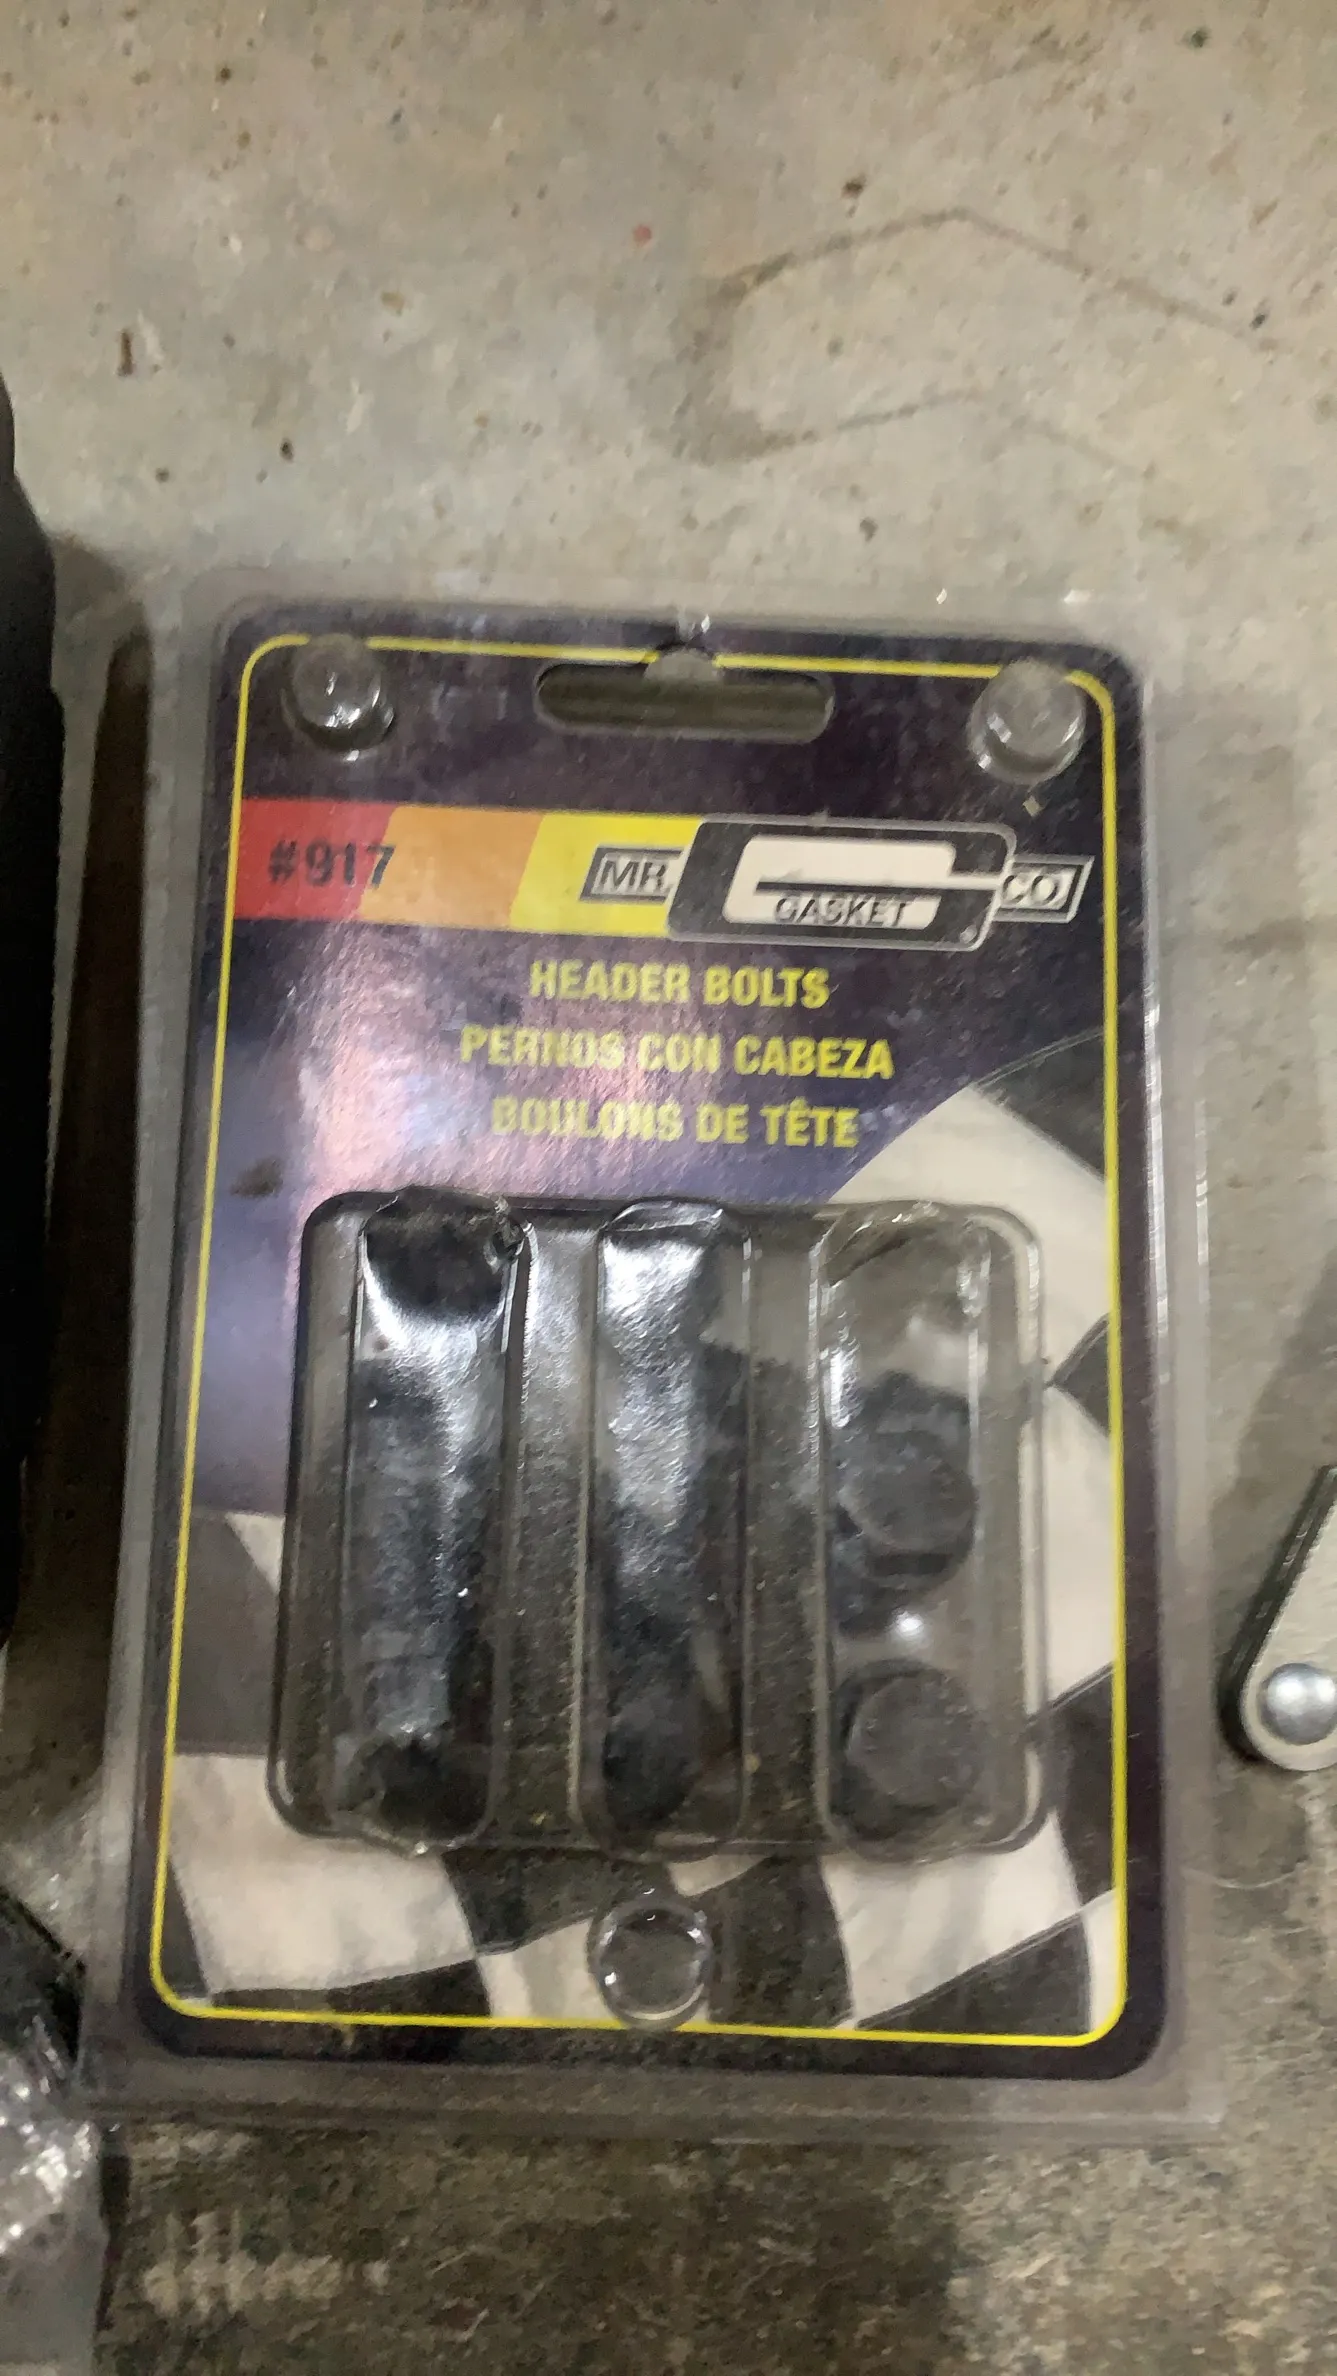 #917
MR. GASKET CO.
HEADER BOLTS
PERNOS CON CABEZA
BOULONS DE TÊTE